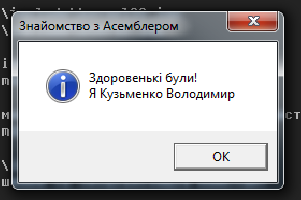 Знайомство з Асемблером
Здоровенькі були!
Я Кузьменко Володимир
OK